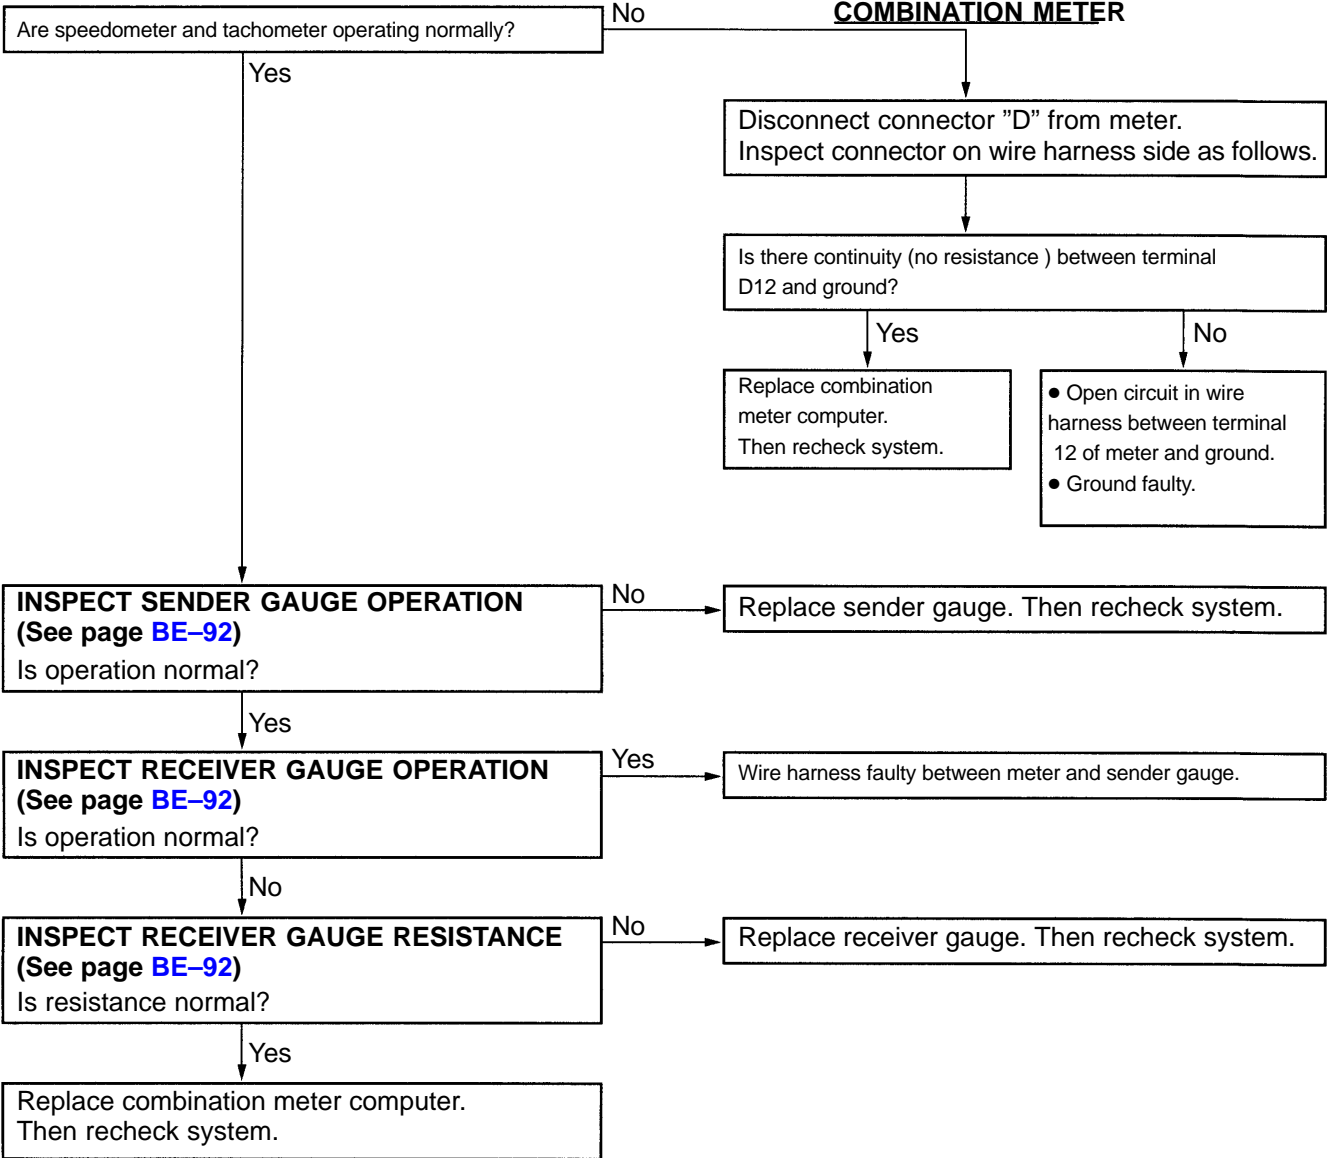 COMBINATION METER
Are speedometer and tachometer operating normally?
No
Yes
Disconnect connector ”D” from meter.
Inspect connector on wire harness side as follows.
Is there continuity (no resistance ) between terminal
D12 and ground?
Yes
No
Replace combination
meter computer.
Then recheck system.
● Open circuit in wire
harness between terminal
12 of meter and ground.
● Ground faulty.
INSPECT SENDER GAUGE OPERATION
(See page BE–92)
Is operation normal?
No
Replace sender gauge. Then recheck system.
Yes
INSPECT RECEIVER GAUGE OPERATION
(See page BE–92)
Is operation normal?
Yes
Wire harness faulty between meter and sender gauge.
No
INSPECT RECEIVER GAUGE RESISTANCE
(See page BE–92)
Is resistance normal?
No
Replace receiver gauge. Then recheck system.
Yes
Replace combination meter computer.
Then recheck system.